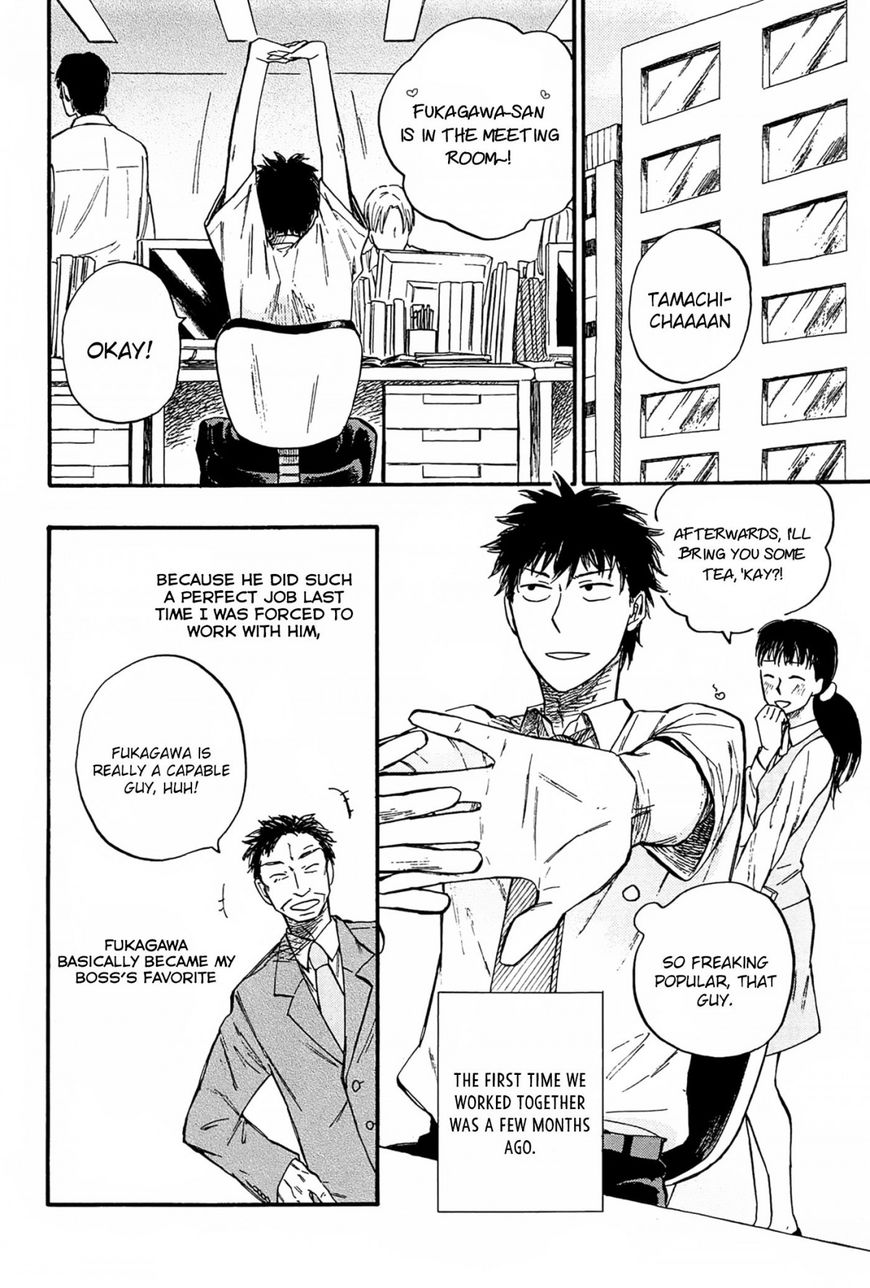 TAMACHI-
CHAAAAN
FUKAGAWA-SAN
IS IN THE MEETING
ROOM~!
OKAY!
AFTERWARDS, I'LL
BRING YOU SOME
TEA, 'KAY?!
SO FREAKING
POPULAR, THAT
GUY.
THE FIRST TIME WE
WORKED TOGETHER
WAS A FEW MONTHS
AGO.
BECAUSE HE DID SUCH
A PERFECT JOB LAST
TIME I WAS FORCED TO
WORK WITH HIM,
FUKAGAWA IS
REALLY A CAPABLE
GUY, HUH!
FUKAGAWA
BASICALLY BECAME MY
BOSS'S FAVORITE